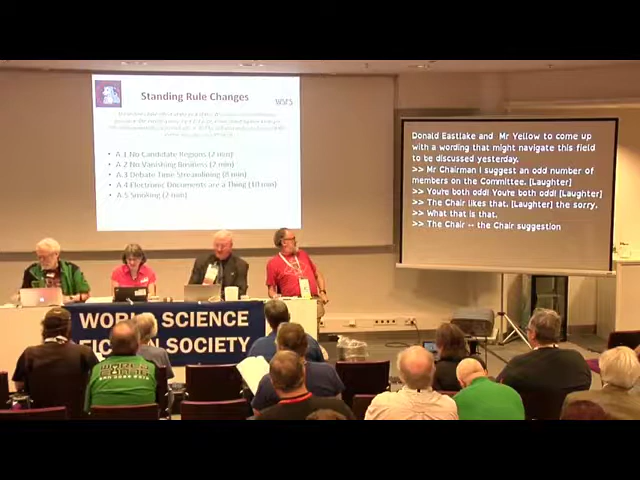 Standing Rule Changes
wsfs
• A.1 No Candidate Regions (2 min)
• A.2 No Vanishing Business (2 min)
• A.3 Debate Time Streamlining (8 min)
• A.4 Electronic Documents are a Thing (10 min)
• A.5 Smoking (2 min)
Donald Eastlake and Mr Yellow to come up
with a wording that might navigate this field
to be discussed yesterday.
>> Mr Chairman I suggest an odd number of
members on the Committee. [Laughter]
>> You're both odd! You're both odd! [Laughter]
>> The Chair likes that. [Laughter] the sorry.
>> What that is that.
>> The Chair -- the Chair suggestion
WORLD SCIENCE
FICTION SOCIETY